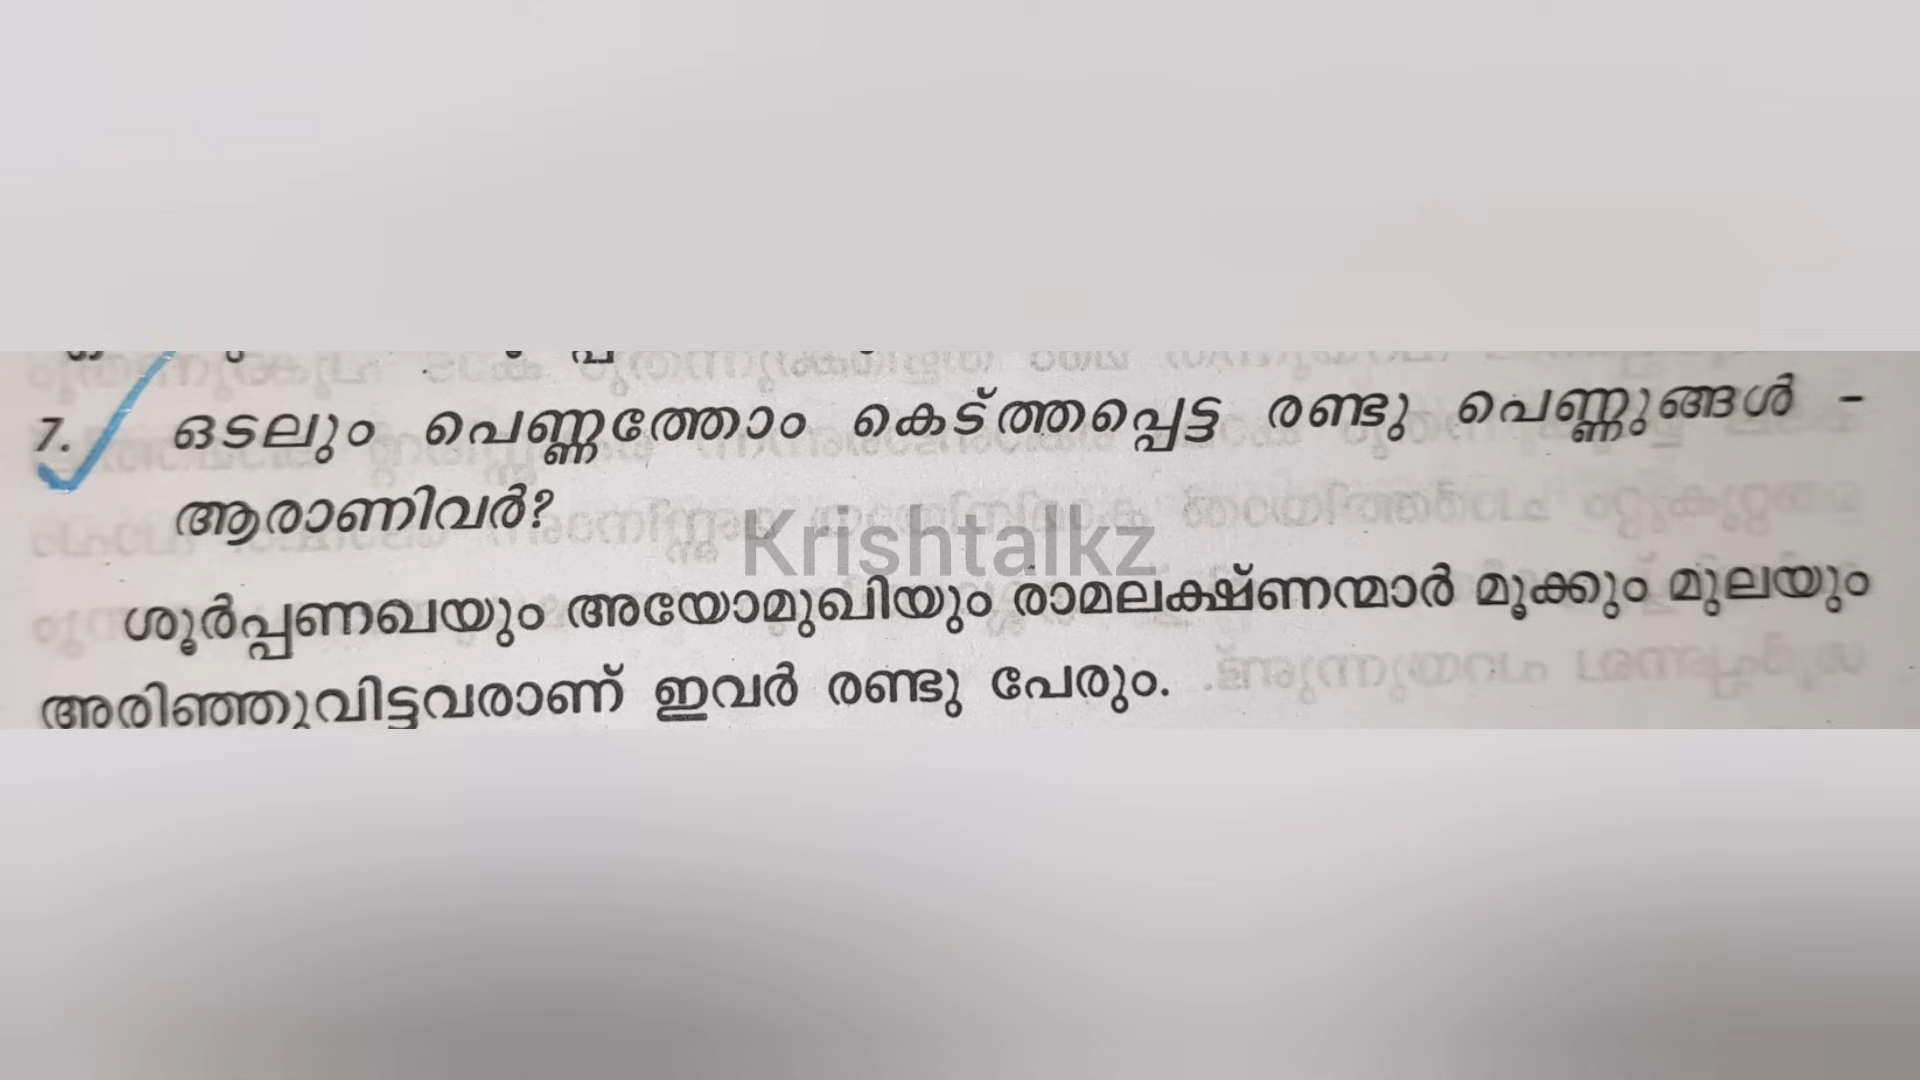 7. ഒടലും പെണ്ണത്തോം കെട്ത്തപ്പെട്ട രണ്ടു പെണ്ണുങ്ങൾ -
ആരാണിവർ?
Krishtalkz
ശൂർപ്പണഖയും അയോമുഖിയും രാമലക്ഷ്ണന്മാർ മൂക്കും മുലയും
അരിഞ്ഞുവിട്ടവരാണ് ഇവർ രണ്ടു പേരും.